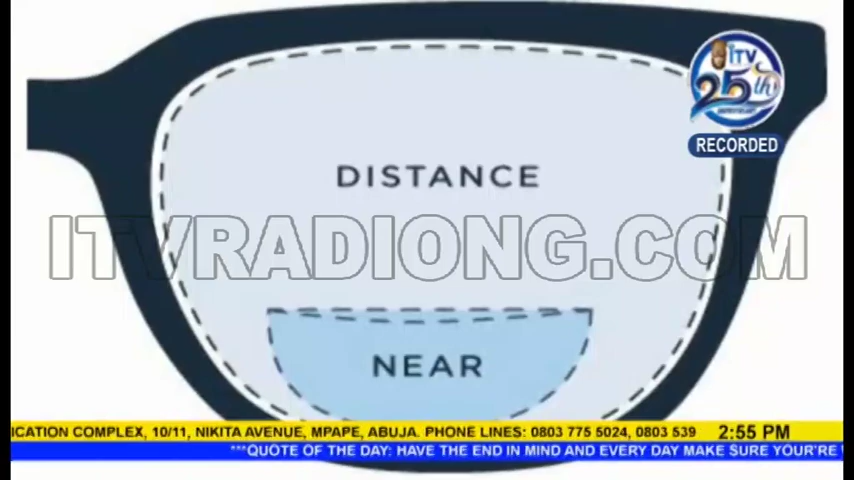 iTV
25th
RECORDED
DISTANCE
ITVRADIONG.COM
NEAR
ICATION COMPLEX, 10/11, NIKITA AVENUE, MPAPE, ABUJA. PHONE LINES: 0803 775 5024, 0803 539
2:55 PM
***QUOTE OF THE DAY: HAVE THE END IN MIND AND EVERY DAY MAKE SURE YOUR'RE